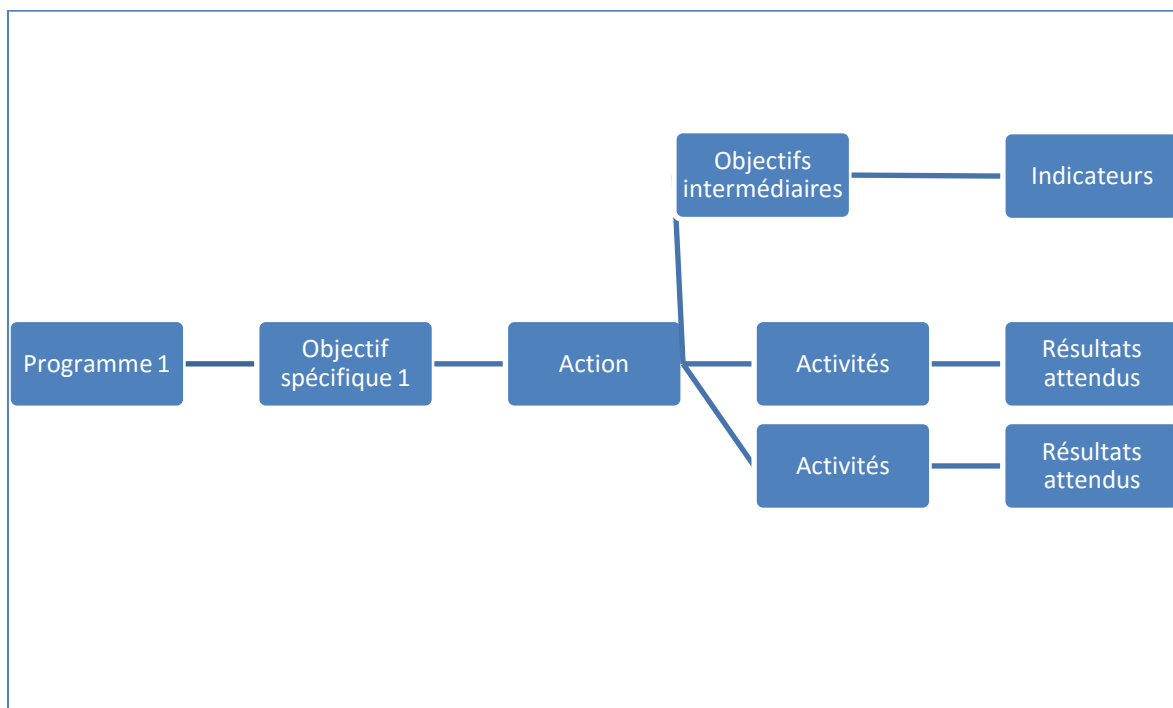 Objectifs
intermédiaires
Indicateurs
Programme 1
Objectif
spécifique 1
Action
Activités
Résultats
attendus
Activités
Résultats
attendus